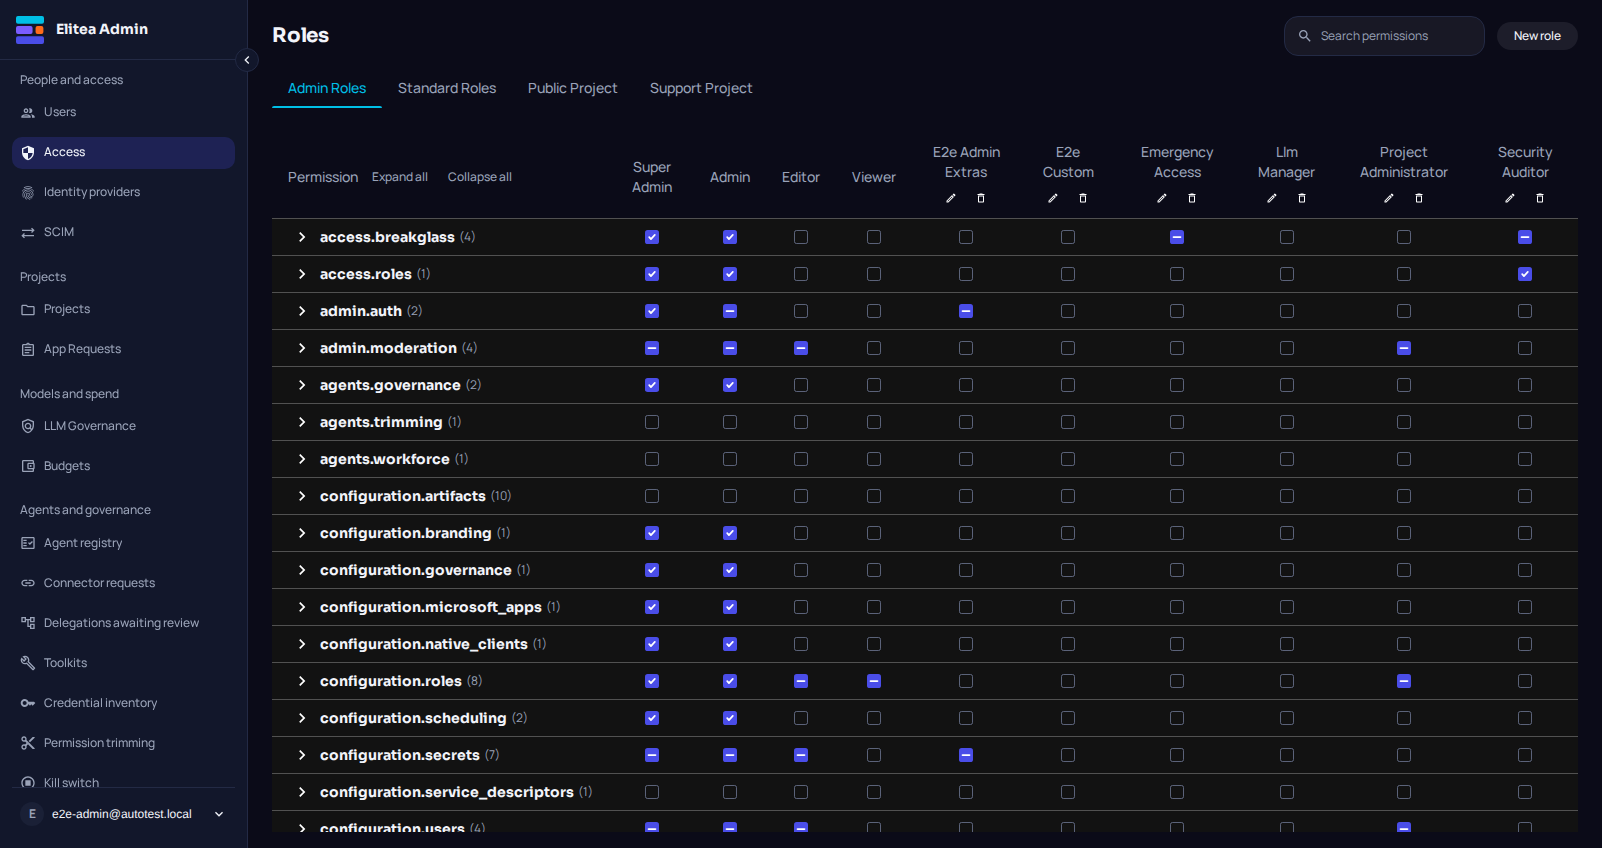 Elitea Admin
People and access
Users
Access
Identity providers
SCIM
Projects
Projects
App Requests
Models and spend
LLM Governance
Budgets
Agents and governance
Agent registry
Connector requests
Delegations awaiting review
Toolkits
Credential inventory
Permission trimming
Kill switch
E e2e-admin@autotest.local
Roles
Search permissions
New role
Admin Roles Standard Roles Public Project Support Project
Permission Expand all Collapse all
Super
Admin
Admin
Editor
Viewer
E2e Admin
Extras
E2e
Custom
Emergency
Access
Llm
Manager
Project
Administrator
Security
Auditor
access.breakglass (4)
access.roles (1)
admin.auth (2)
admin.moderation (4)
agents.governance (2)
agents.trimming (1)
agents.workforce (1)
configuration.artifacts (10)
configuration.branding (1)
configuration.governance (1)
configuration.microsoft_apps (1)
configuration.native_clients (1)
configuration.roles (8)
configuration.scheduling (2)
configuration.secrets (7)
configuration.service_descriptors (1)
configuration.users (4)